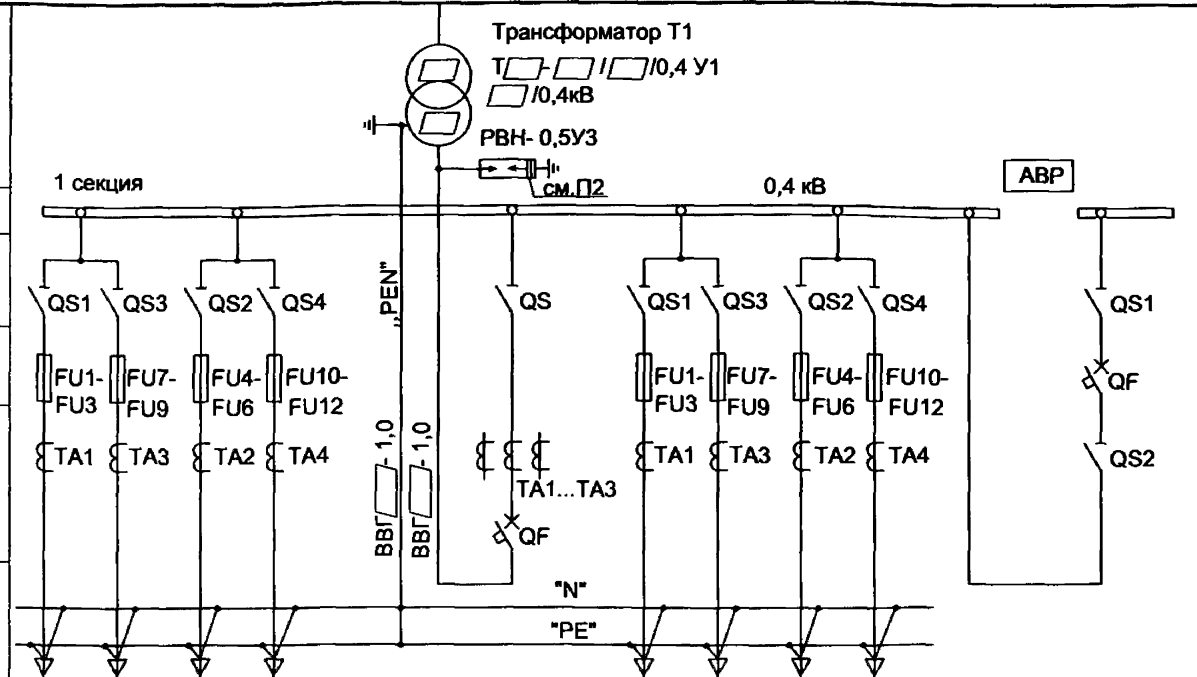 Трансформатор Т1
Т - / /0,4 У1
/0,4кВ
РВН- 0,5У3
см.П2
1 секция
0,4 кВ
АВР
QS1
QS3
QS2
QS4
„PEN"
QS
QS1
QS3
QS2
QS4
QS1
FU1-
FU3
FU7-
FU9
FU4-
FU6
FU10-
FU12
FU1-
FU3
FU7-
FU9
FU4-
FU6
FU10-
FU12
QF
TA1
TA3
TA2
TA4
ВВГ - 1,0
ВВГ - 1,0
TA1...TA3
TA1
TA3
TA2
TA4
QS2
QF
"N"
"PE"